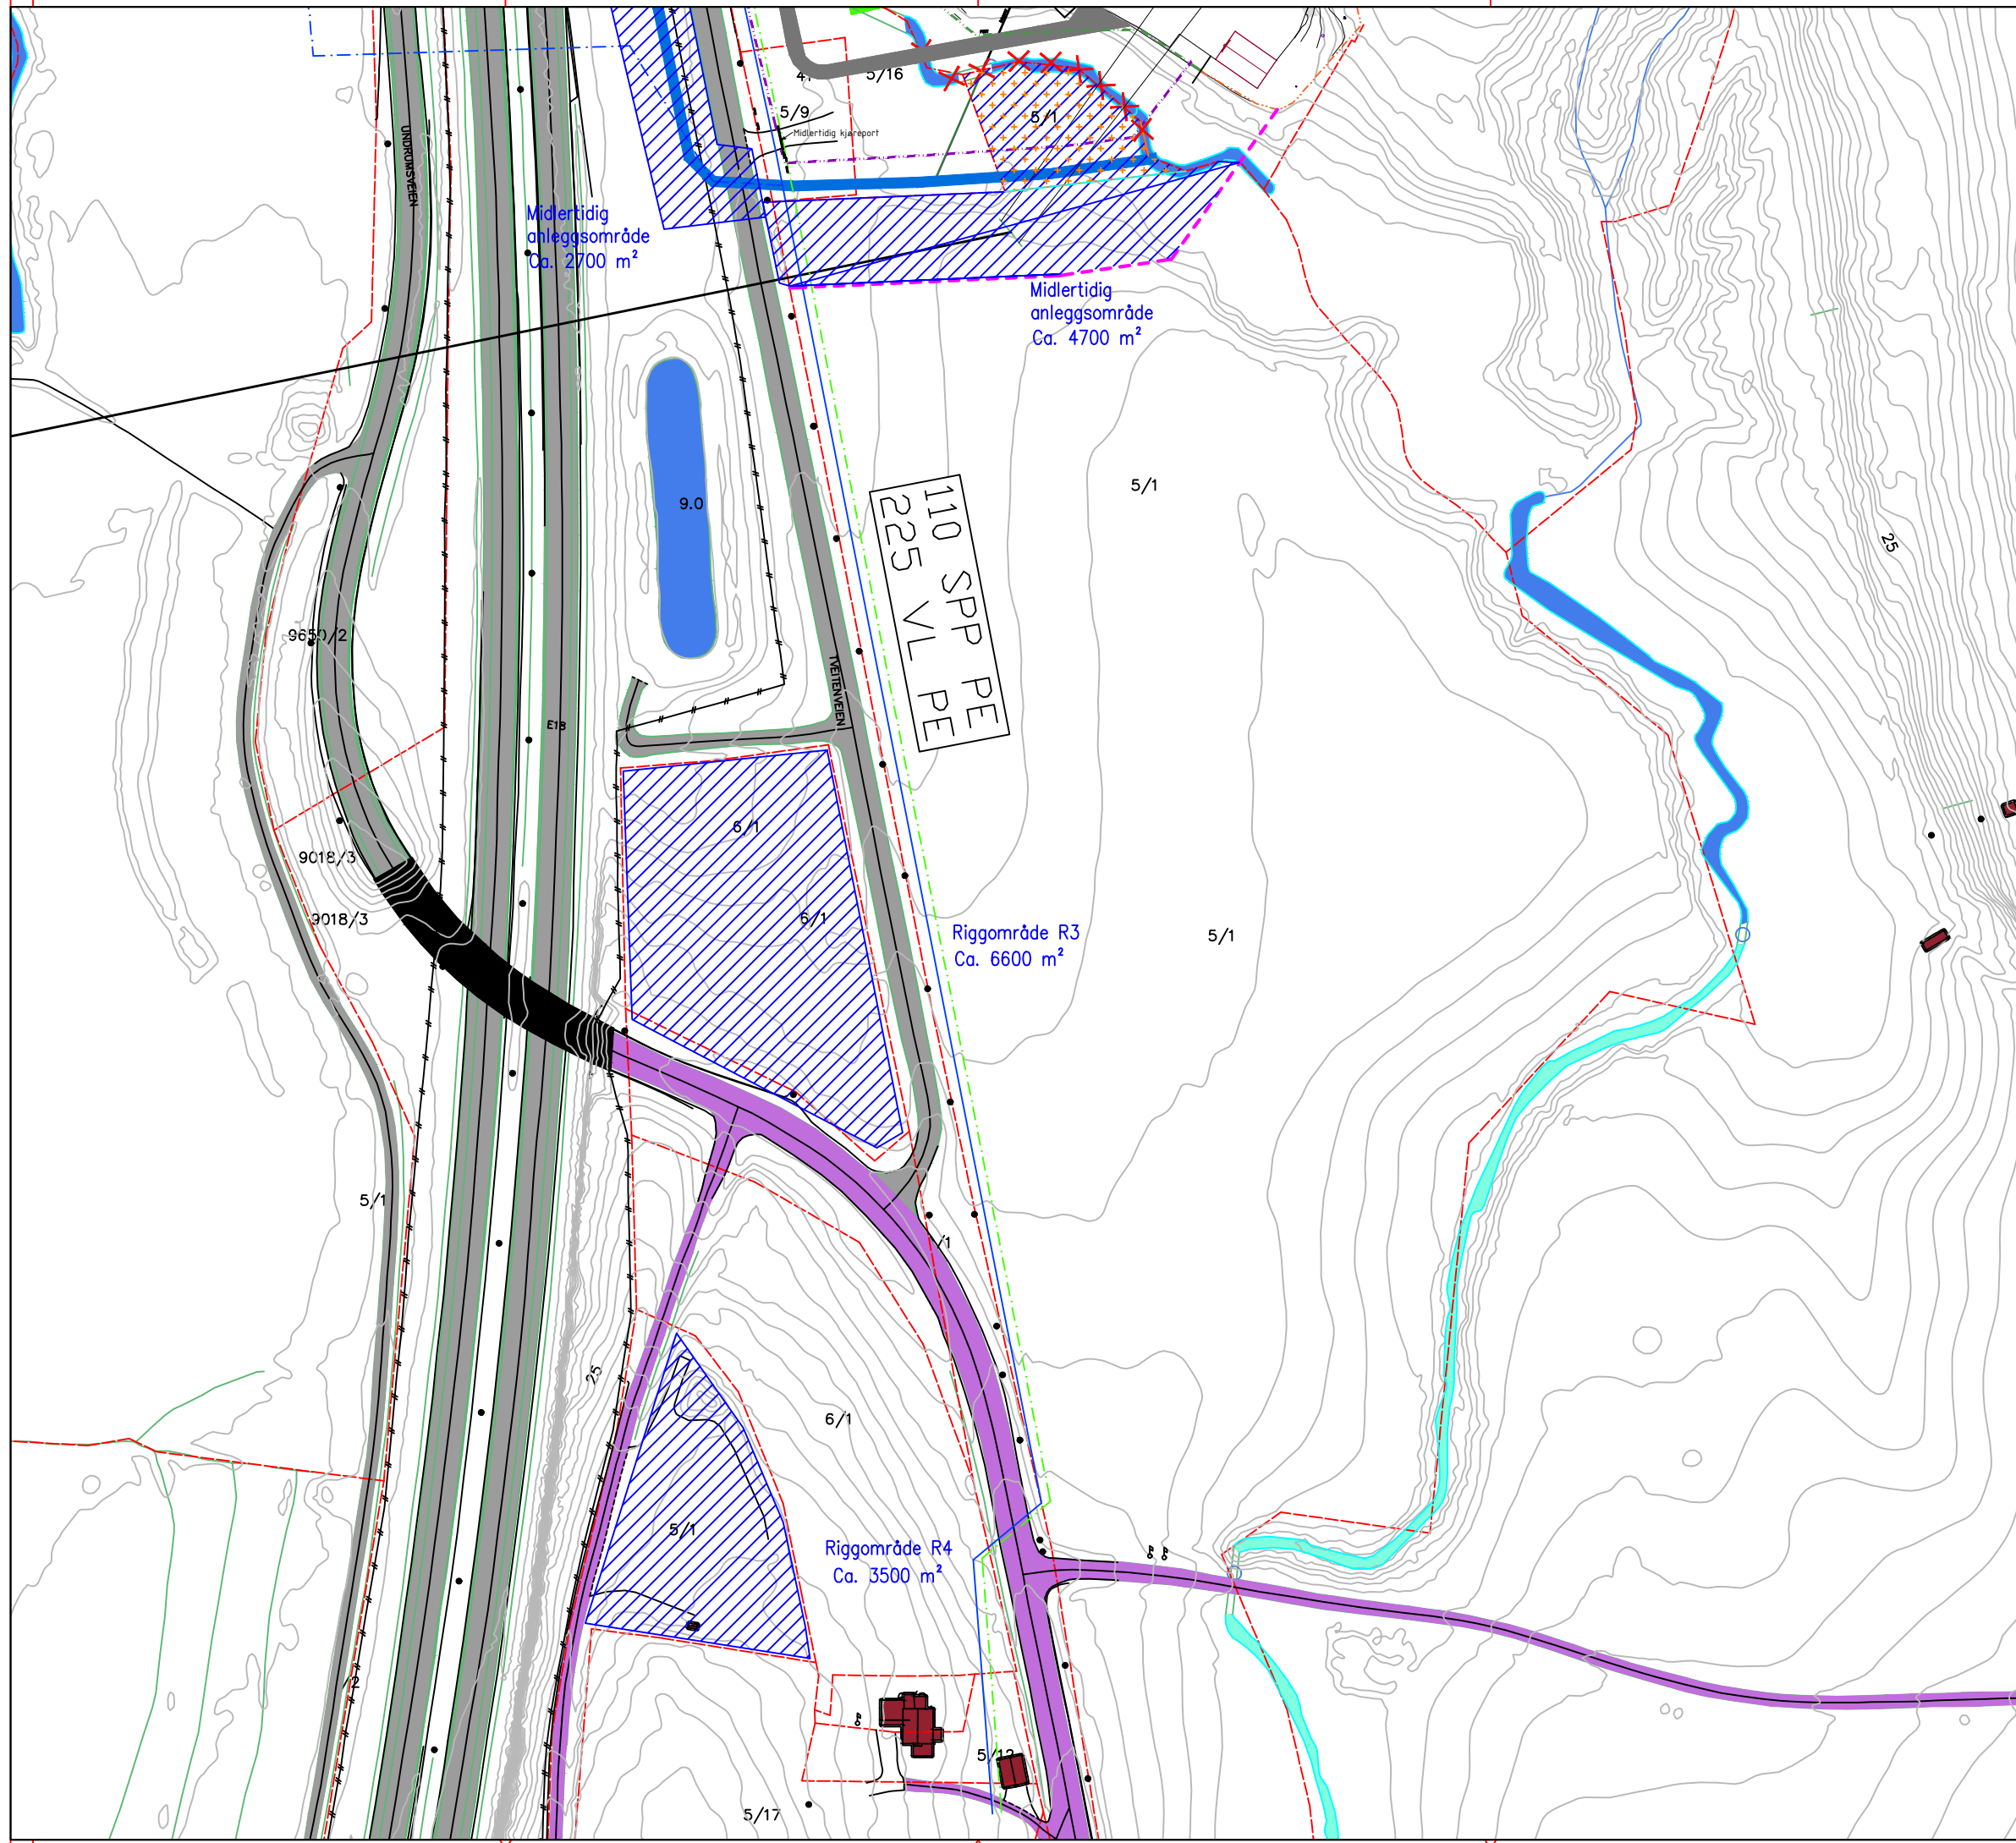 5/16
5/9
Midlertidig kjøreport
5/1
UNDRUMSVEIEN
Midlertidig
anleggsområde
Ca. 2700 m²
Midlertidig
anleggsområde
Ca. 4700 m²
9.0
5/1
110 SPP PE
225 VL PE
25
9650/2
TVEITENVEIEN
E18
6/1
9018/3
9018/3
6/1
Riggområde R3
Ca. 6600 m²
5/1
5/1
25
6/1
5/1
Riggområde R4
Ca. 3500 m²
5/17